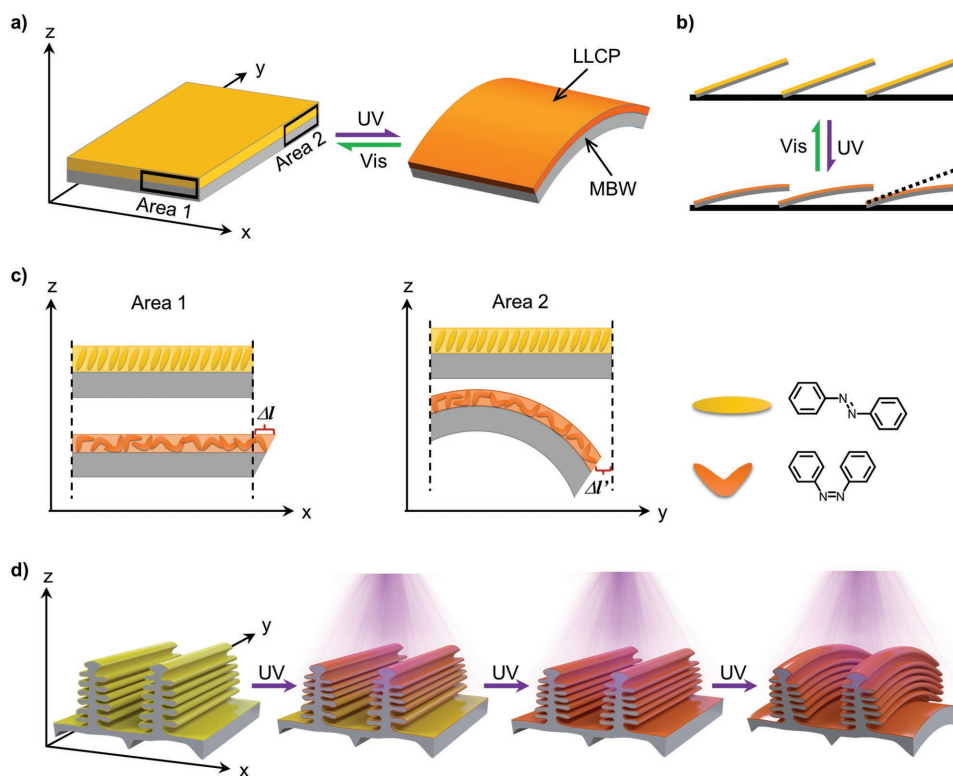 a)
z
y
x
Area 1
Area 2
UV
Vis
LLCP
MBW
b)
Vis
UV
c)
z
Area 1
Δl
x
z
Area 2
Δl’
y
N
N
N=N
d)
z
y
x
UV
UV
UV